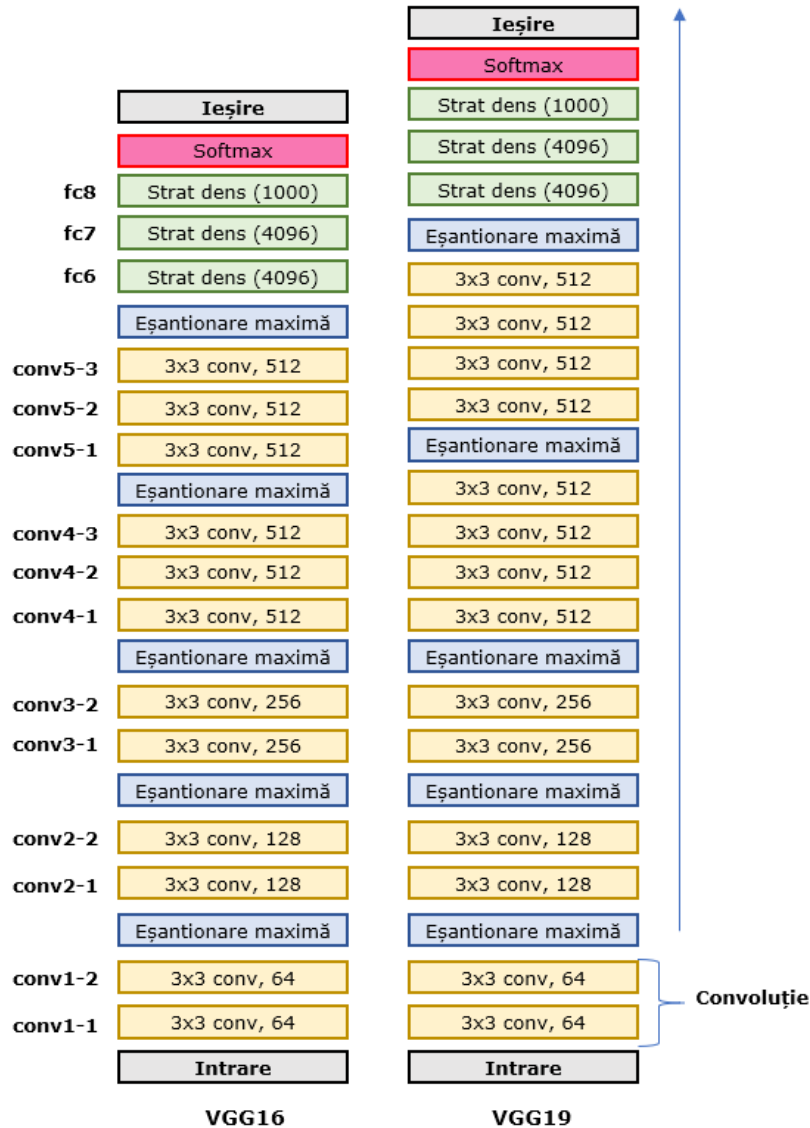 Ieșire
Softmax
fc8 Strat dens (1000)
fc7 Strat dens (4096)
fc6 Strat dens (4096)
Eșantionare maximă
conv5-3 3x3 conv, 512
conv5-2 3x3 conv, 512
conv5-1 3x3 conv, 512
Eșantionare maximă
conv4-3 3x3 conv, 512
conv4-2 3x3 conv, 512
conv4-1 3x3 conv, 512
Eșantionare maximă
conv3-2 3x3 conv, 256
conv3-1 3x3 conv, 256
Eșantionare maximă
conv2-2 3x3 conv, 128
conv2-1 3x3 conv, 128
Eșantionare maximă
conv1-2 3x3 conv, 64
conv1-1 3x3 conv, 64
Intrare
VGG16
Ieșire
Softmax
Strat dens (1000)
Strat dens (4096)
Strat dens (4096)
Eșantionare maximă
3x3 conv, 512
3x3 conv, 512
3x3 conv, 512
3x3 conv, 512
Eșantionare maximă
3x3 conv, 512
3x3 conv, 512
3x3 conv, 512
3x3 conv, 512
Eșantionare maximă
3x3 conv, 256
3x3 conv, 256
Eșantionare maximă
3x3 conv, 128
3x3 conv, 128
Eșantionare maximă
3x3 conv, 64
3x3 conv, 64
Intrare
VGG19
Convoluție